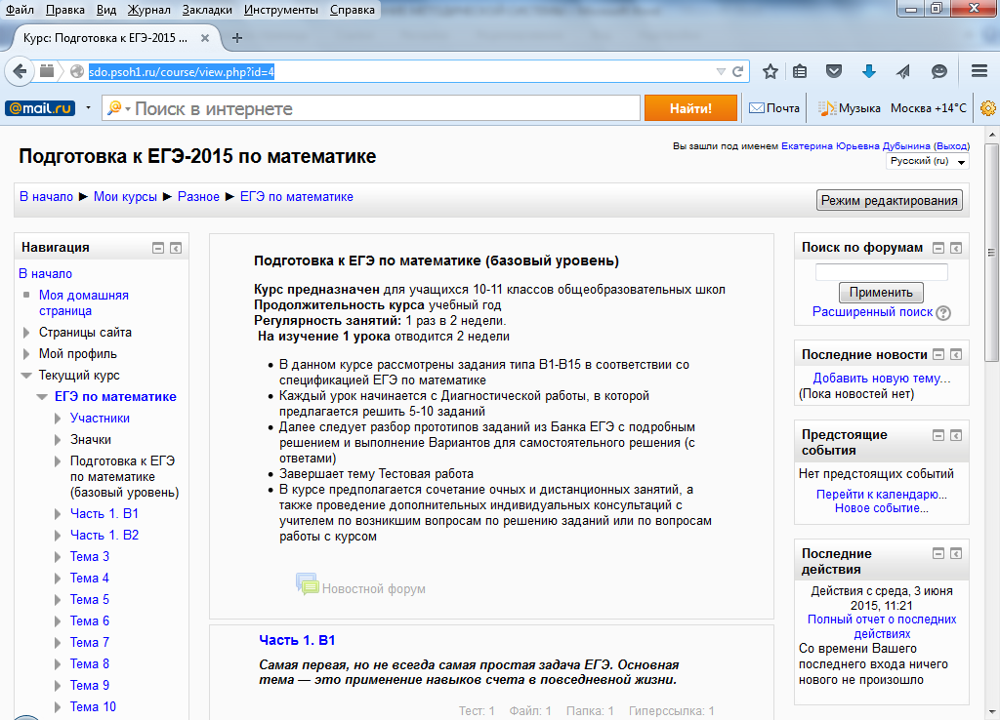 Файл Правка Вид Журнал Закладки Инструменты Справка
Курс: Подготовка к ЕГЭ-2015 ...
sdo.psoh1.ru/course/view.php?id=4
@mail.ru Поиск в интернете Найти! Почта Музыка Москва +14°C
Подготовка к ЕГЭ-2015 по математике
Вы зашли под именем Екатерина Юрьевна Дубынина (Выход)
Русский (ru)
В начало ► Мои курсы ► Разное ► ЕГЭ по математике
Режим редактирования
Навигация
В начало
Моя домашняя
страница
Страницы сайта
Мой профиль
Текущий курс
ЕГЭ по математике
Участники
Значки
Подготовка к ЕГЭ
по математике
(базовый уровень)
Часть 1. В1
Часть 1. В2
Тема 3
Тема 4
Тема 5
Тема 6
Тема 7
Тема 8
Тема 9
Тема 10
Подготовка к ЕГЭ по математике (базовый уровень)
Курс предназначен для учащихся 10-11 классов общеобразовательных школ
Продолжительность курса учебный год
Регулярность занятий: 1 раз в 2 недели.
На изучение 1 урока отводится 2 недели
• В данном курсе рассмотрены задания типа В1-В15 в соответствии со
спецификацией ЕГЭ по математике
• Каждый урок начинается с Диагностической работы, в которой
предлагается решить 5-10 заданий
• Далее следует разбор прототипов заданий из Банка ЕГЭ с подробным
решением и выполнение Вариантов для самостоятельного решения (с
ответами)
• Завершает тему Тестовая работа
• В курсе предполагается сочетание очных и дистанционных занятий, а
также проведение дополнительных индивидуальных консультаций с
учителем по возникшим вопросам по решению заданий или по вопросам
работы с курсом
Новостной форум
Часть 1. В1
Самая первая, но не всегда самая простая задача ЕГЭ. Основная
тема — это применение навыков счета в повседневной жизни.
Тест: 1 Файл: 1 Папка: 1 Гиперссылка: 1
Поиск по форумам
Применить
Расширенный поиск ?
Последние новости
Добавить новую тему...
(Пока новостей нет)
Предстоящие
события
Нет предстоящих событий
Перейти к календарю...
Новое событие...
Последние
действия
Действия с среда, 3 июня
2015, 11:21
Полный отчет о последних
действиях
Со времени Вашего
последнего входа ничего
нового не произошло